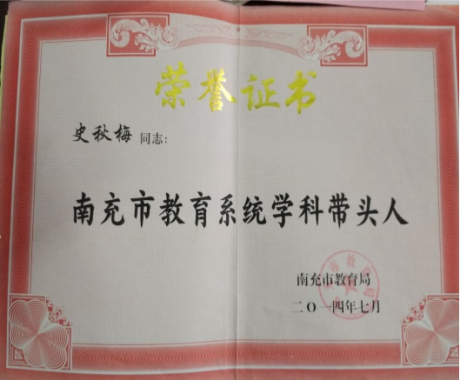 荣誉证书
史秋梅 同志：
南充市教育系统学科带头人
南充市教育局
二〇一四年七月